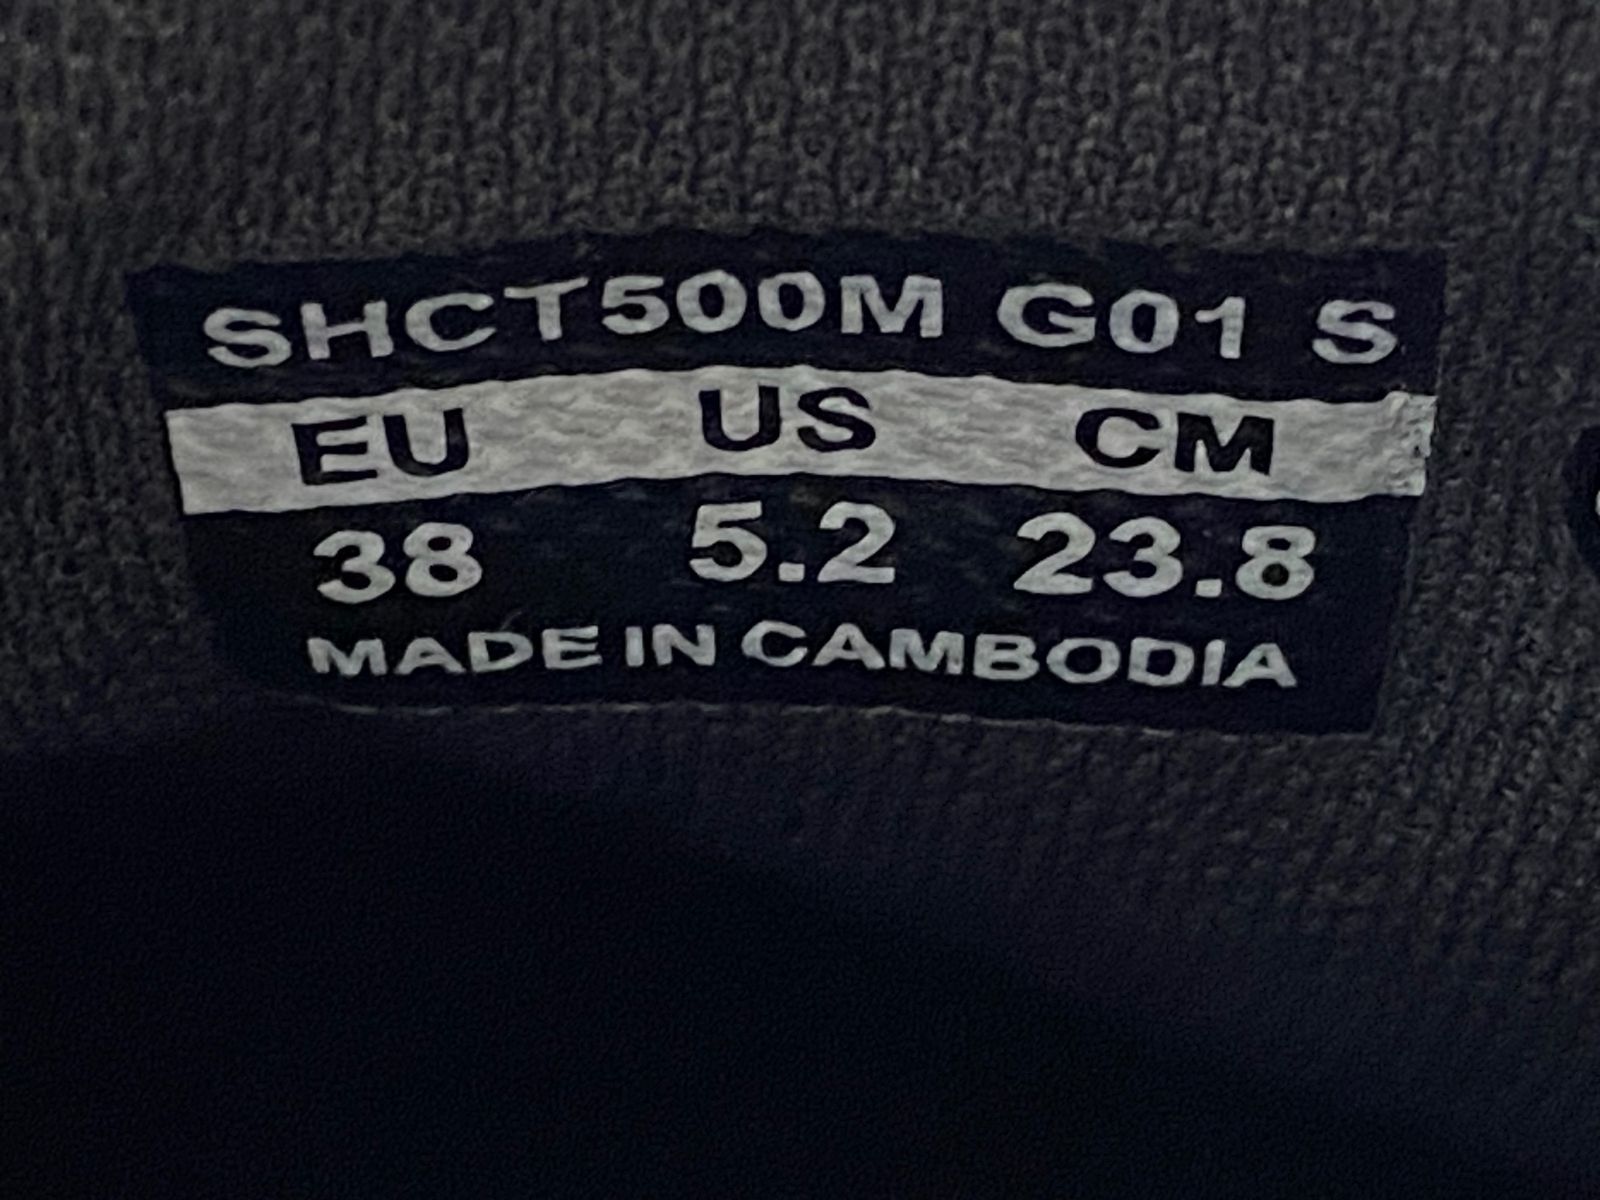 SHCT500M G01 S
EU US CM
38 5.2 23.8
MADE IN CAMBODIA